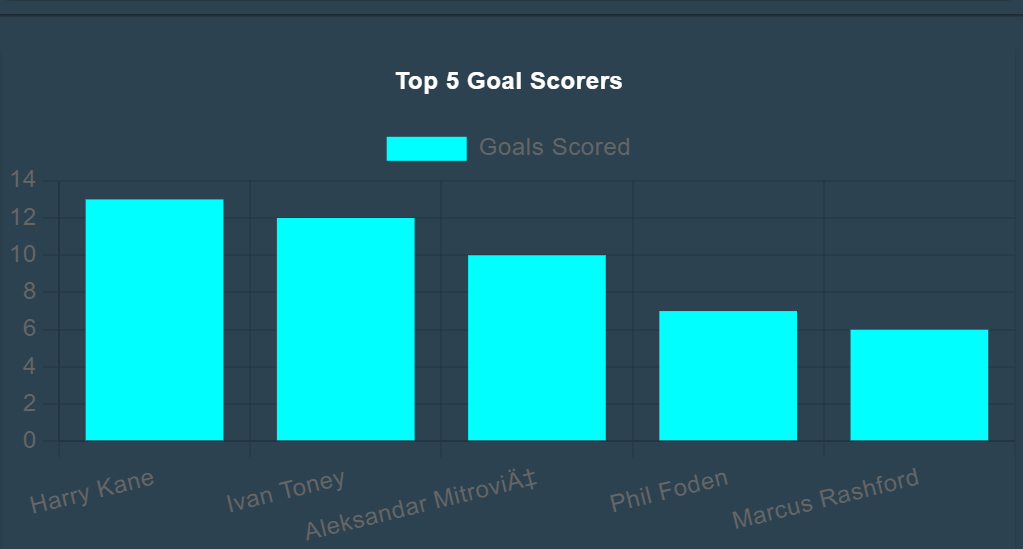 Top 5 Goal Scorers
Goals Scored
14
12
10
8
6
4
2
0
Harry Kane
Ivan Toney
Aleksandar MitroviÄ‡
Phil Foden
Marcus Rashford